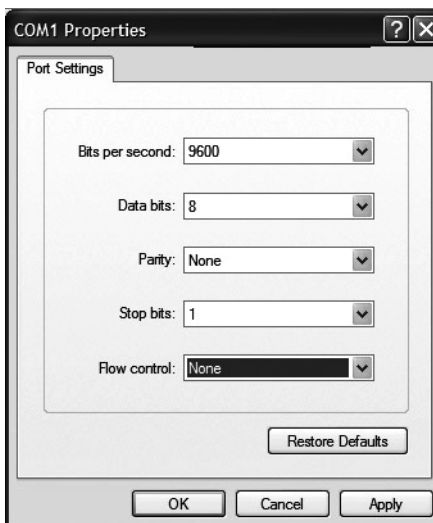 COM1 Properties
Port Settings
Bits per second: 9600
Data bits: 8
Parity: None
Stop bits: 1
Flow control: None
Restore Defaults
OK Cancel Apply